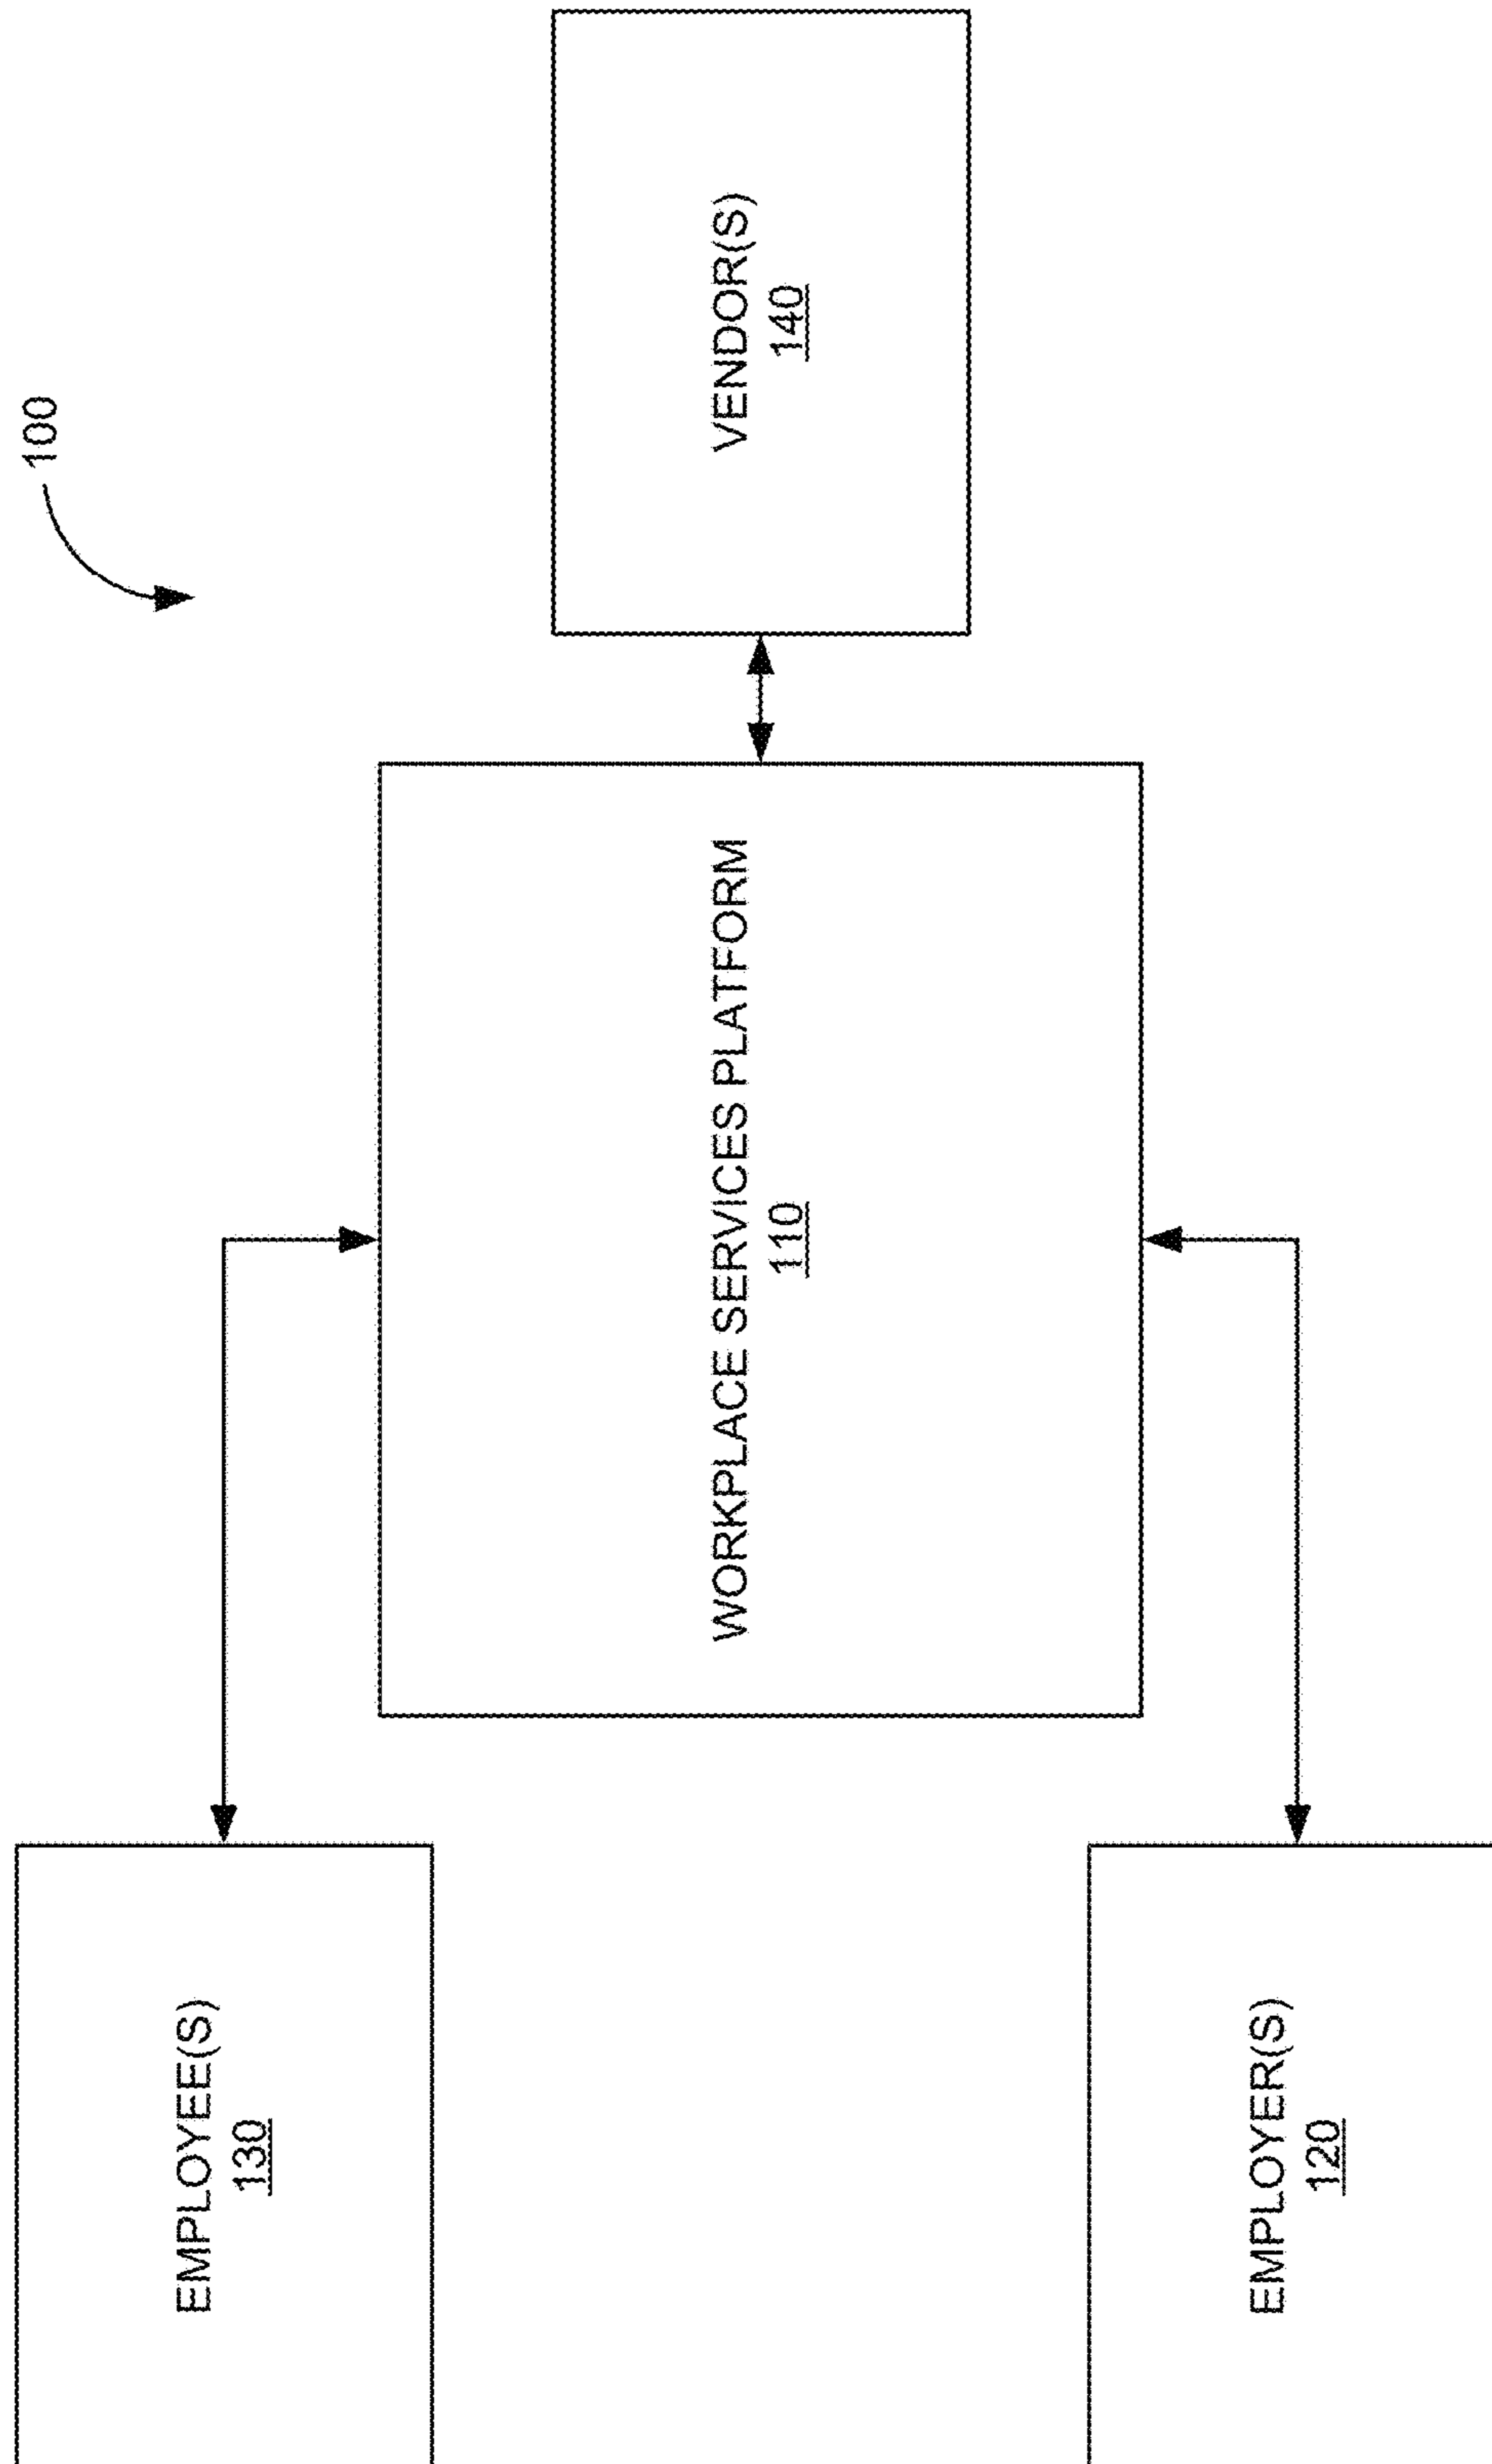 100
EMPLOYEE(S)
130
WORKPLACE SERVICES PLATFORM
110
VENDOR(S)
140
EMPLOYER(S)
120